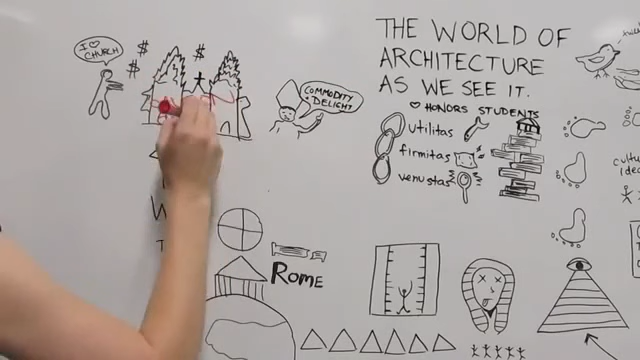 I ♡ CHURCH
$
$
$
COMMODITY
& DELIGHT
THE WORLD OF
ARCHITECTURE
AS WE SEE IT.
♡ HONORS STUDENTS
utilitas
firmitas
venustas
ROME